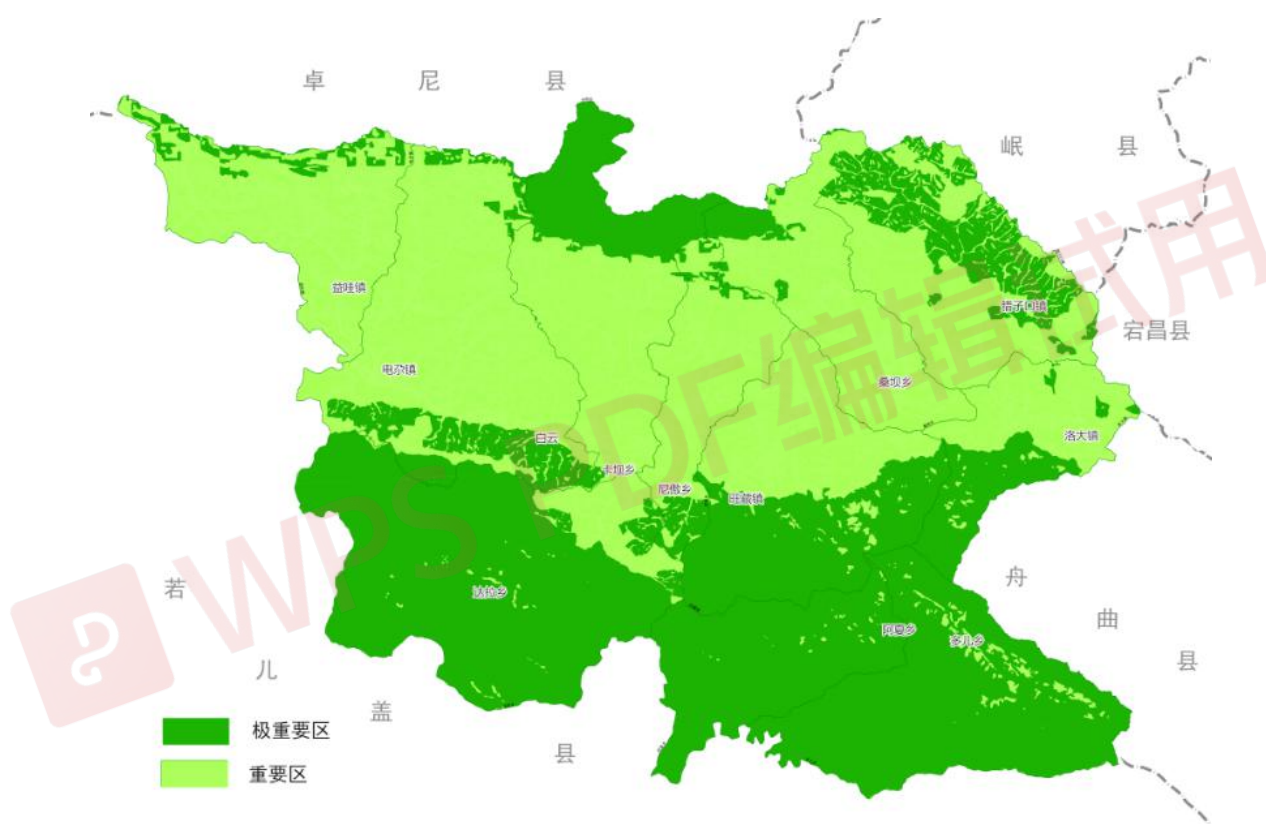 卓尼县
岷县
益哇镇
腊子口镇
宕昌县
电尕镇
桑坝乡
白云
洛大镇
卡坝乡
尼傲乡
旺藏镇
若儿盖县
达拉乡
舟曲县
阿夏乡
多儿乡
极重要区
重要区
WPS PDF编辑试用